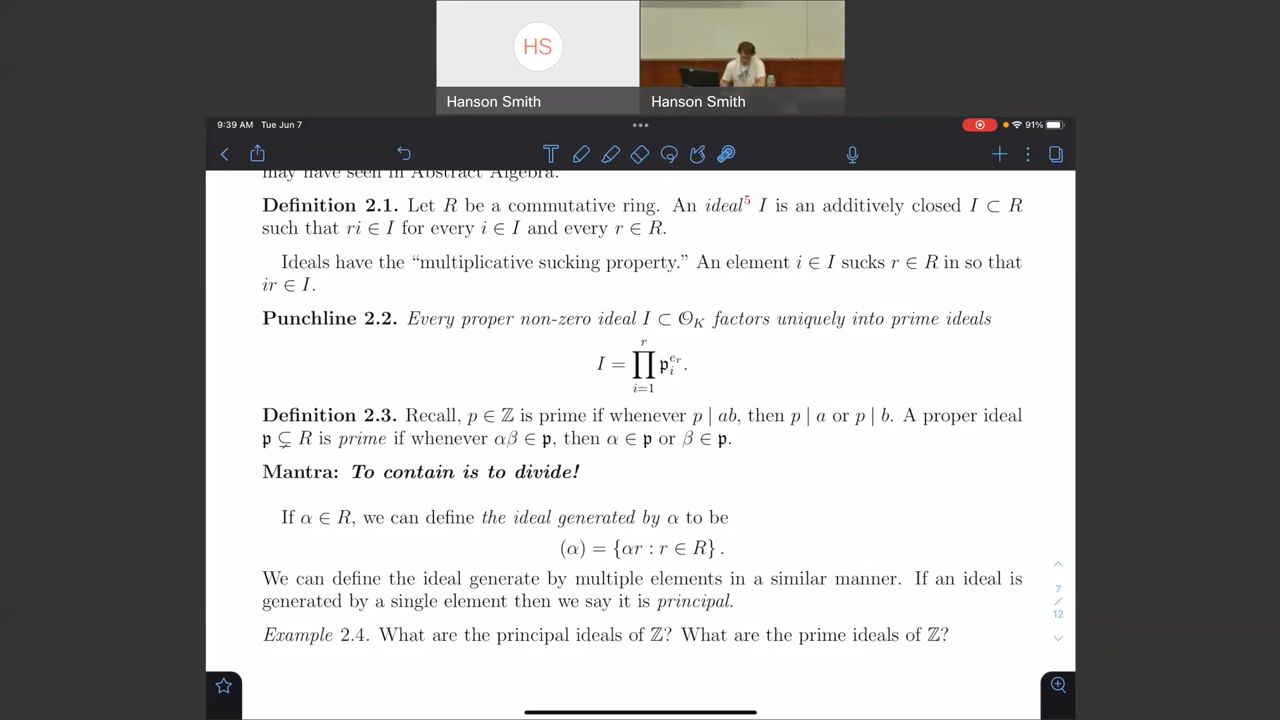 HS
Hanson Smith
Hanson Smith
9:39 AM Tue Jun 7
91%
may have seen in Abstract Algebra.
Definition 2.1. Let R be a commutative ring. An ideal⁵ I is an additively closed I ⊂ R
such that ri ∈ I for every i ∈ I and every r ∈ R.
Ideals have the “multiplicative sucking property.” An element i ∈ I sucks r ∈ R in so that
ir ∈ I.
Punchline 2.2. Every proper non-zero ideal I ⊂ 𝒪_K factors uniquely into prime ideals
I = ∏_{i=1}^{r} 𝔭_i^{e_r}.
Definition 2.3. Recall, p ∈ ℤ is prime if whenever p | ab, then p | a or p | b. A proper ideal
𝔭 ⊊ R is prime if whenever αβ ∈ 𝔭, then α ∈ 𝔭 or β ∈ 𝔭.
Mantra: To contain is to divide!
If α ∈ R, we can define the ideal generated by α to be
(α) = {αr : r ∈ R}.
We can define the ideal generate by multiple elements in a similar manner. If an ideal is
generated by a single element then we say it is principal.
Example 2.4. What are the principal ideals of ℤ? What are the prime ideals of ℤ?
7
/
12